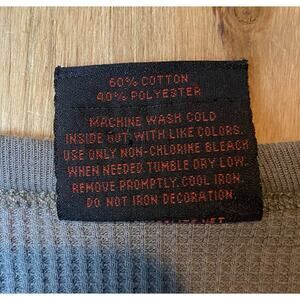 60% COTTON
40% POLYESTER
MACHINE WASH COLD
INSIDE OUT WITH LIKE COLORS.
USE ONLY NON-CHLORINE BLEACH
WHEN NEEDED. TUMBLE DRY LOW.
REMOVE PROMPTLY. COOL IRON.
DO NOT IRON DECORATION.